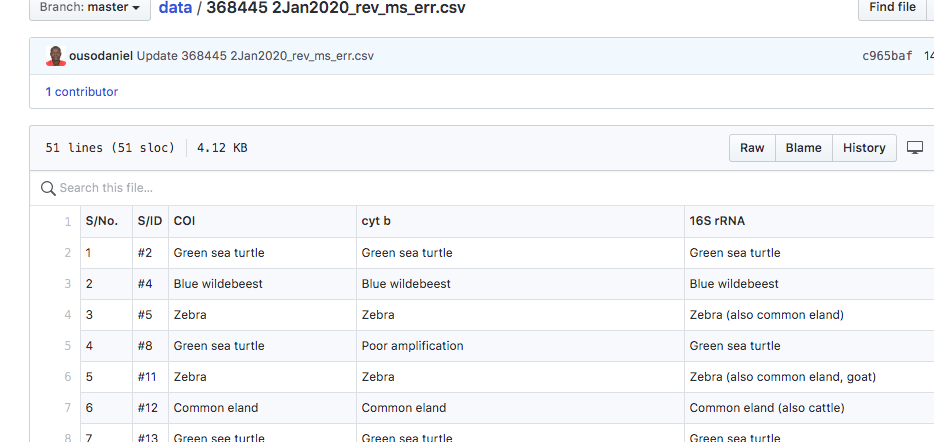 Branch: master
data / 368445 2Jan2020_rev_ms_err.csv
Find file
ousodaniel Update 368445 2Jan2020_rev_ms_err.csv c965baf 14
1 contributor
51 lines (51 sloc) 4.12 KB Raw Blame History
Search this file...
1 S/No. S/ID COI cyt b 16S rRNA
2 1 #2 Green sea turtle Green sea turtle Green sea turtle
3 2 #4 Blue wildebeest Blue wildebeest Blue wildebeest
4 3 #5 Zebra Zebra Zebra (also common eland)
5 4 #8 Green sea turtle Poor amplification Green sea turtle
6 5 #11 Zebra Zebra Zebra (also common eland, goat)
7 6 #12 Common eland Common eland Common eland (also cattle)
8 7 #13 Green sea turtle Green sea turtle Green sea turtle